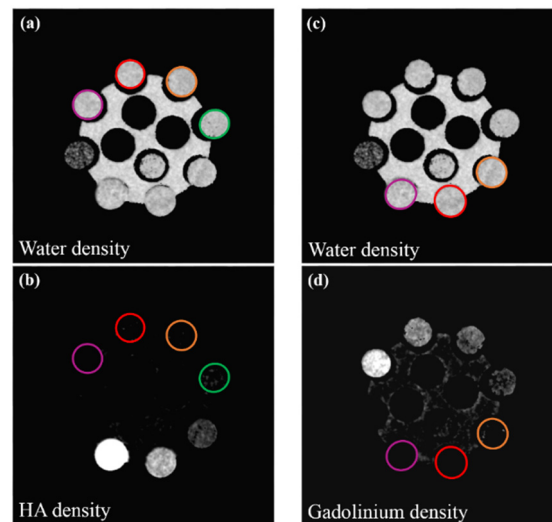 (a)
(c)
Water density
Water density
(b)
(d)
HA density
Gadolinium density